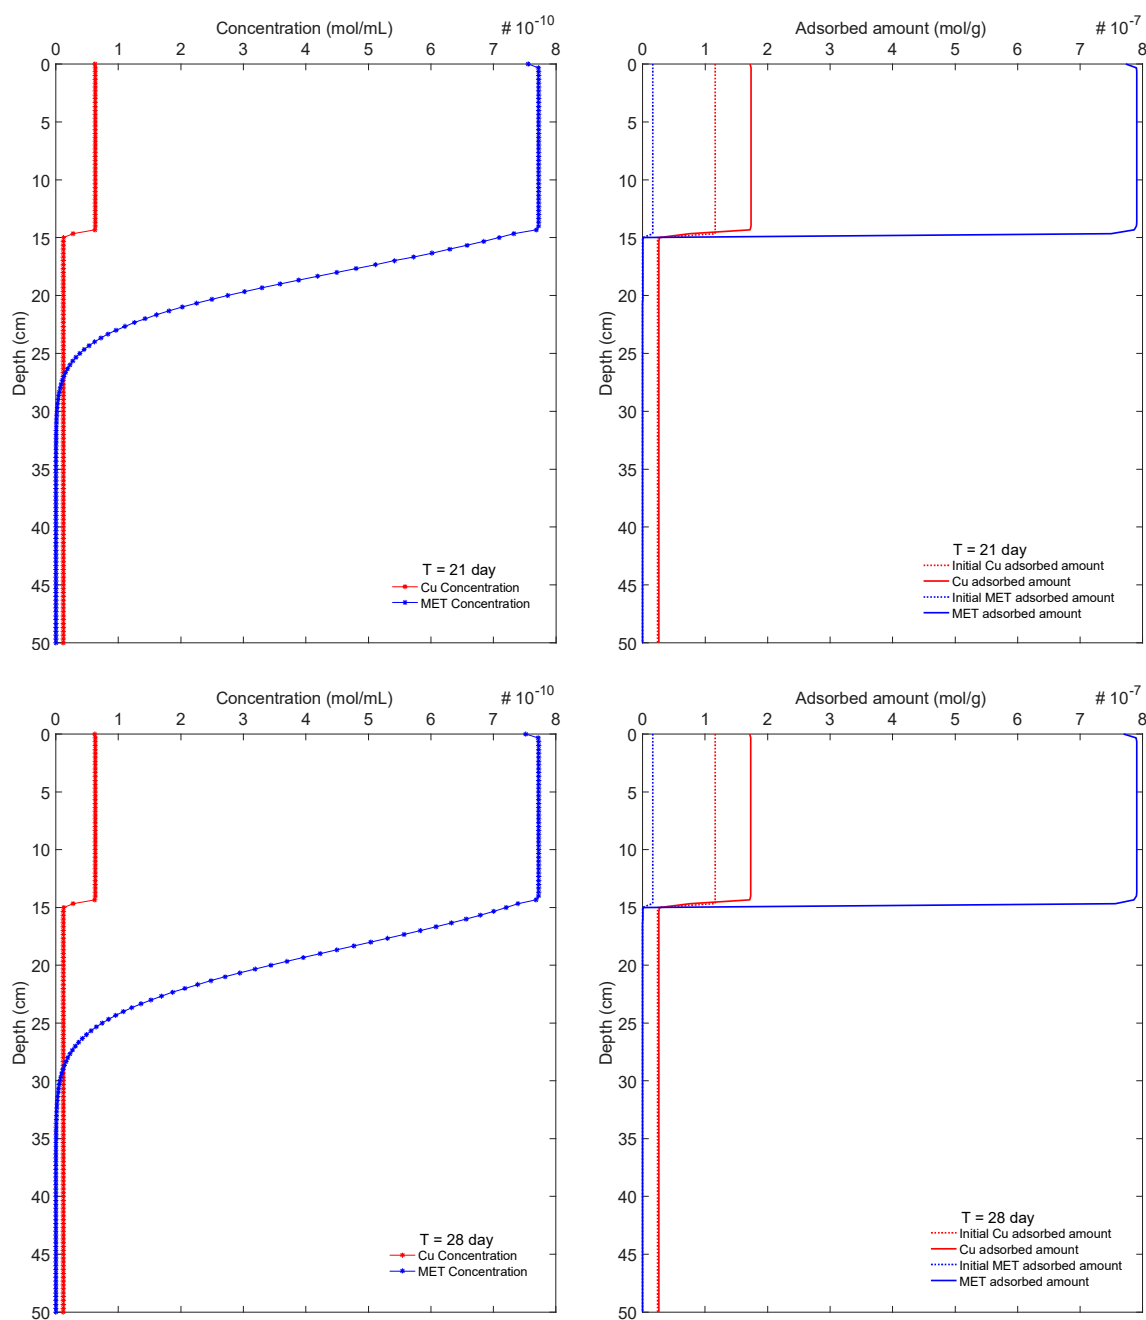 Concentration (mol/mL) # 10^-10
0 1 2 3 4 5 6 7 8
0
5
10
15
20
25
30
35
40
45
50
Depth (cm)
T = 21 day
Cu Concentration
MET Concentration
Adsorbed amount (mol/g) # 10^-7
0 1 2 3 4 5 6 7 8
0
5
10
15
20
25
30
35
40
45
50
Depth (cm)
T = 21 day
Initial Cu adsorbed amount
Cu adsorbed amount
Initial MET adsorbed amount
MET adsorbed amount
Concentration (mol/mL) # 10^-10
0 1 2 3 4 5 6 7 8
0
5
10
15
20
25
30
35
40
45
50
Depth (cm)
T = 28 day
Cu Concentration
MET Concentration
Adsorbed amount (mol/g) # 10^-7
0 1 2 3 4 5 6 7 8
0
5
10
15
20
25
30
35
40
45
50
Depth (cm)
T = 28 day
Initial Cu adsorbed amount
Cu adsorbed amount
Initial MET adsorbed amount
MET adsorbed amount